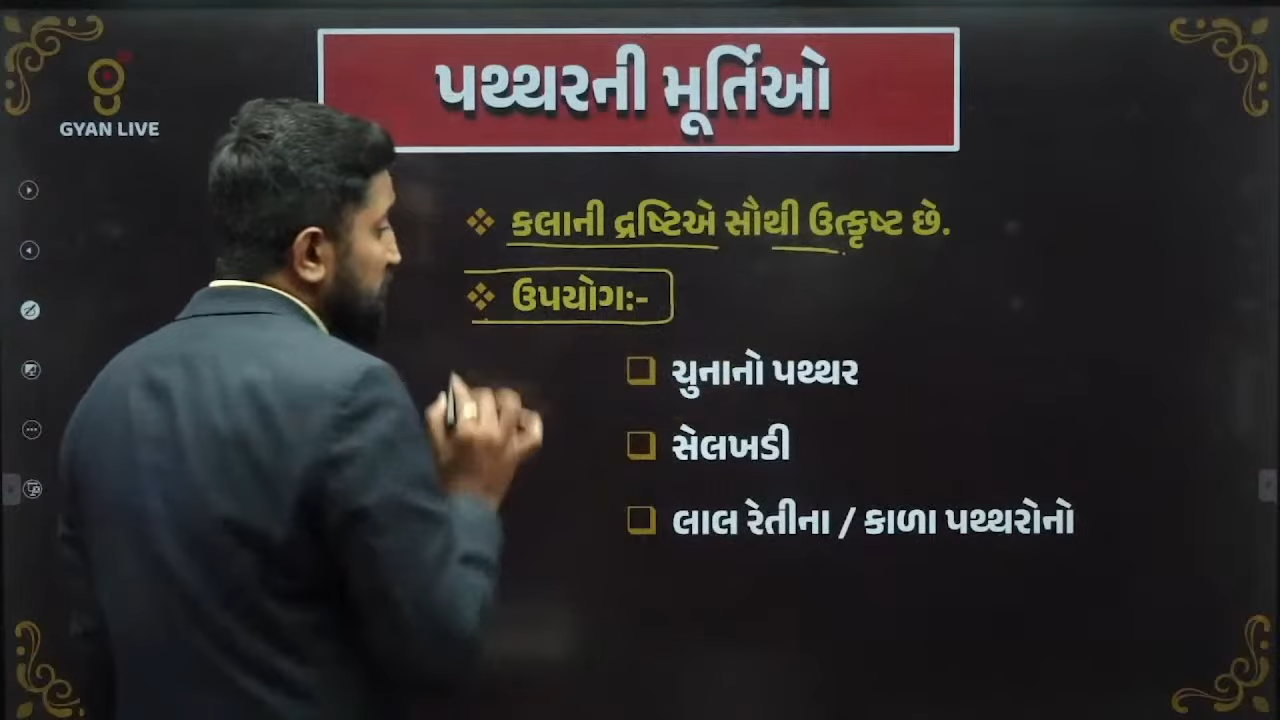 પથ્થરની મૂર્તિઓ
GYAN LIVE
❖ કલાની દ્રષ્ટિએ સૌથી ઉત્કૃષ્ટ છે.
❖ ઉપયોગ:-
❑ ચુનાનો પથ્થર
❑ સેલખડી
❑ લાલ રેતીના / કાળા પથ્થરોનો